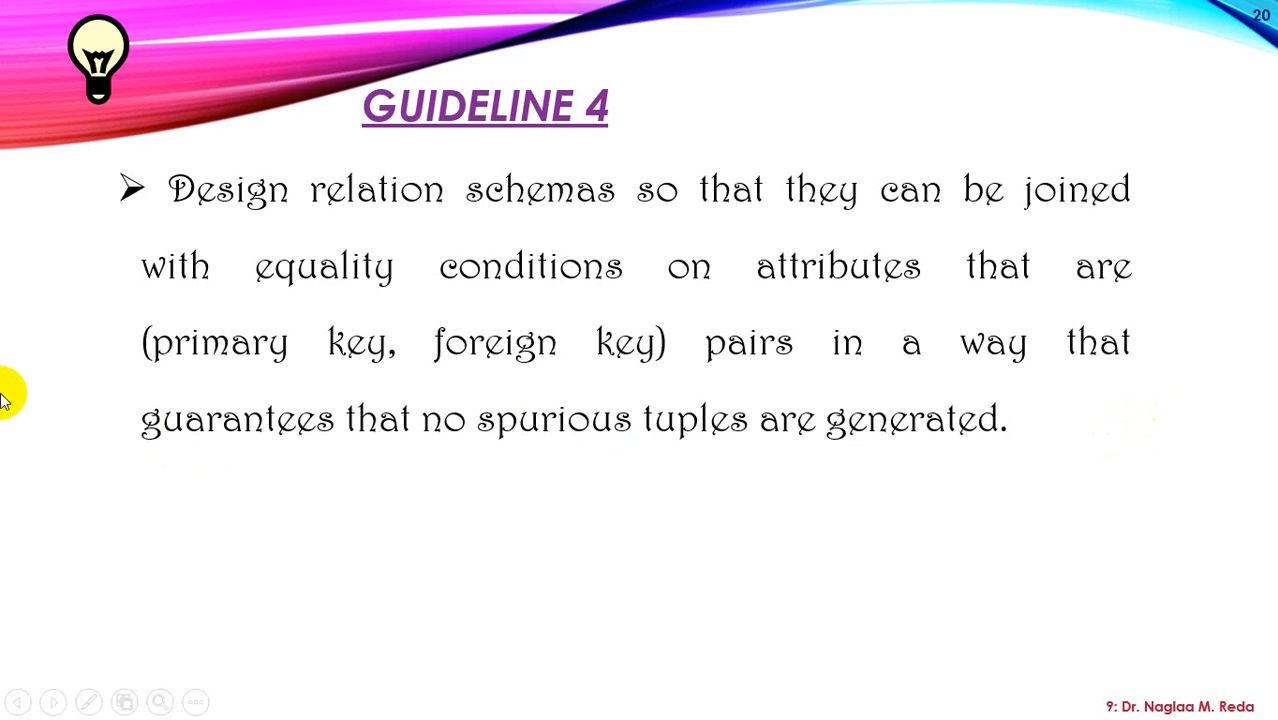 20
GUIDELINE 4
➢ Design relation schemas so that they can be joined
with equality conditions on attributes that are
(primary key, foreign key) pairs in a way that
guarantees that no spurious tuples are generated.
9: Dr. Naglaa M. Reda